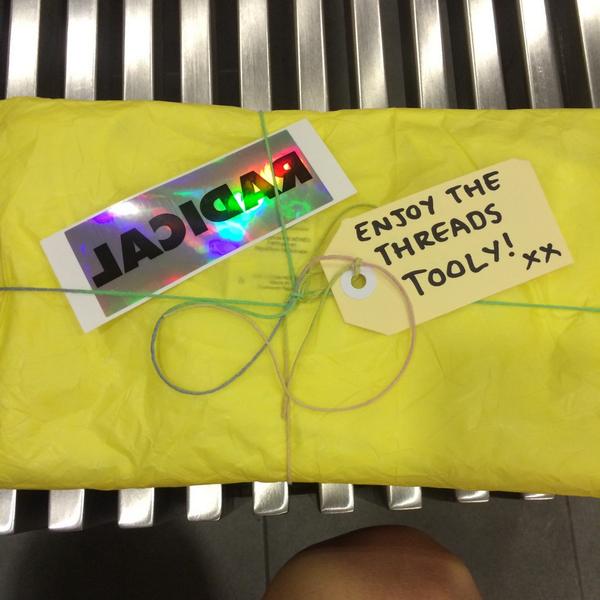 RADICAL
ENJOY THE
THREADS
TOOLY!
xx